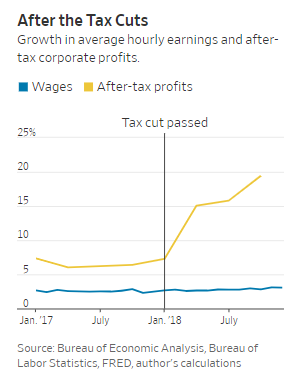 After the Tax Cuts
Growth in average hourly earnings and after-
tax corporate profits.
Wages After-tax profits
Tax cut passed
25%
20
15
10
5
0
Jan. '17 July Jan. '18 July
Source: Bureau of Economic Analysis, Bureau of
Labor Statistics, FRED, author's calculations